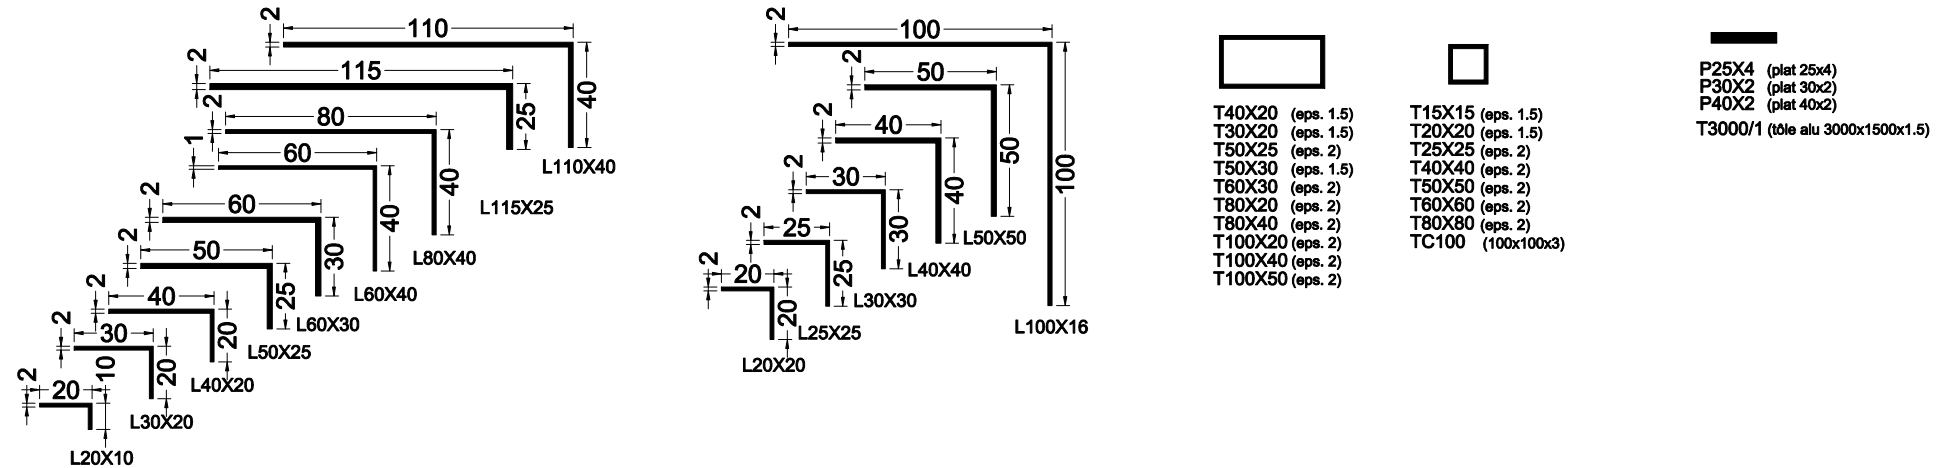 2
110
40
L110X40
2
115
25
L115X25
2
80
40
L80X40
1
60
40
L60X40
2
60
30
L60X30
2
50
25
L50X25
2
40
20
L40X20
2
30
20
L30X20
2
20
10
L20X10
2
100
100
L100X16
2
50
50
L50X50
2
40
40
L40X40
2
30
30
L30X30
2
25
25
L25X25
2
20
20
L20X20
T40X20 (eps. 1.5)
T30X20 (eps. 1.5)
T50X25 (eps. 2)
T50X30 (eps. 1.5)
T60X30 (eps. 2)
T80X20 (eps. 2)
T80X40 (eps. 2)
T100X20 (eps. 2)
T100X40 (eps. 2)
T100X50 (eps. 2)
T15X15 (eps. 1.5)
T20X20 (eps. 1.5)
T25X25 (eps. 2)
T40X40 (eps. 2)
T50X50 (eps. 2)
T60X60 (eps. 2)
T80X80 (eps. 2)
TC100 (100x100x3)
P25X4 (plat 25x4)
P30X2 (plat 30x2)
P40X2 (plat 40x2)
T3000/1 (tôle alu 3000x1500x1.5)